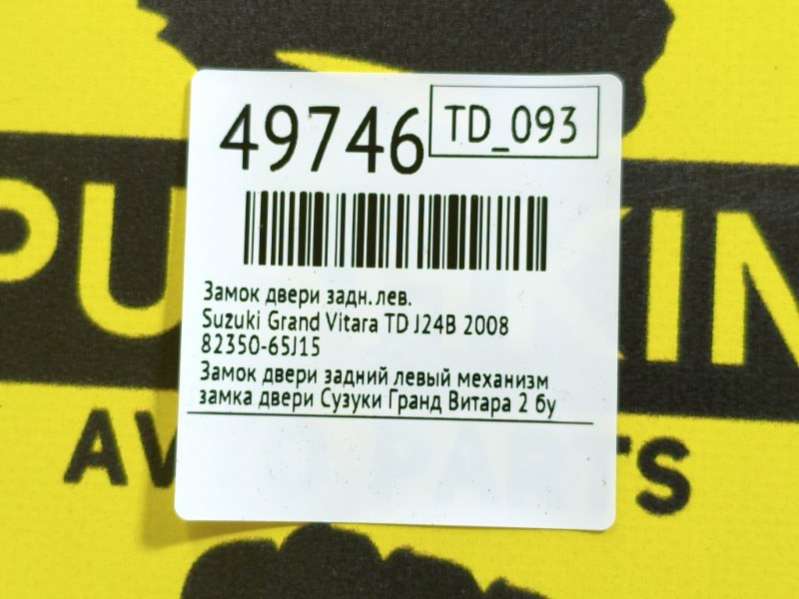 49746
TD_093
Замок двери задн. лев.
Suzuki Grand Vitara TD J24B 2008
82350-65J15
Замок двери задний левый механизм
замка двери Сузуки Гранд Витара 2 бу